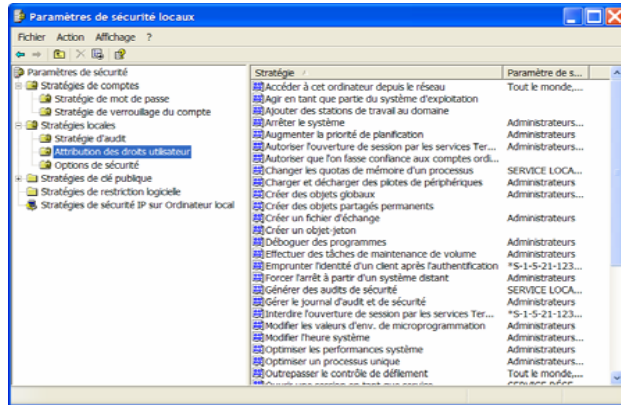 Paramètres de sécurité locaux
Fichier Action Affichage ?
Paramètres de sécurité
Stratégies de comptes
Stratégie de mot de passe
Stratégie de verrouillage du compte
Stratégies locales
Stratégie d'audit
Attribution des droits utilisateur
Options de sécurité
Stratégies de clé publique
Stratégies de restriction logicielle
Stratégies de sécurité IP sur Ordinateur local
Stratégie Paramètre de s...
Accéder à cet ordinateur depuis le réseau Tout le monde,...
Agir en tant que partie du système d'exploitation
Ajouter des stations de travail au domaine
Arrêter le système Administrateurs...
Augmenter la priorité de planification Administrateurs
Autoriser l'ouverture de session par les services Ter... Administrateurs...
Autoriser que l'on fasse confiance aux comptes ordi...
Changer les quotas de mémoire d'un processus SERVICE LOCA...
Charger et décharger des pilotes de périphériques Administrateurs
Créer des objets globaux Administrateurs...
Créer des objets partagés permanents
Créer un fichier d'échange Administrateurs
Créer un objet-jeton
Déboguer des programmes Administrateurs
Effectuer des tâches de maintenance de volume Administrateurs
Emprunter l'identité d'un client après l'authentification *S-1-5-21-123...
Forcer l'arrêt à partir d'un système distant Administrateurs
Générer des audits de sécurité SERVICE LOCA...
Gérer le journal d'audit et de sécurité Administrateurs
Interdire l'ouverture de session par les services Ter... *S-1-5-21-123...
Modifier les valeurs d'env. de microprogrammation Administrateurs
Modifier l'heure système Administrateurs...
Optimiser les performances système Administrateurs
Optimiser un processus unique Administrateurs...
Outrepasser le contrôle de défilement Tout le monde,...